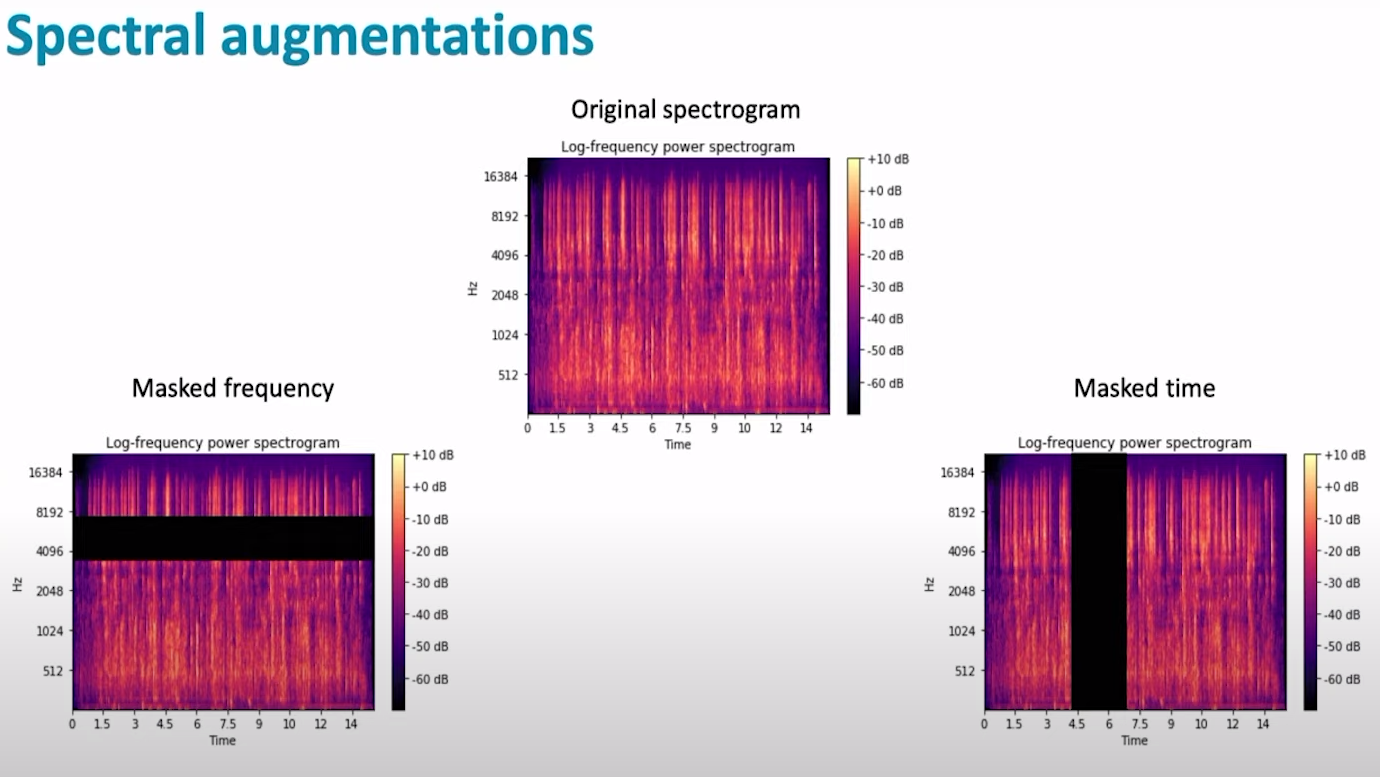 Spectral augmentations
Original spectrogram
Log-frequency power spectrogram
+10 dB
16384
+0 dB
8192
-10 dB
4096
-20 dB
Hz
2048
-30 dB
1024
-40 dB
512
-50 dB
-60 dB
0 1.5 3 4.5 6 7.5 9 10 12 14
Time
Masked frequency
Log-frequency power spectrogram
+10 dB
16384
+0 dB
8192
-10 dB
4096
-20 dB
Hz
2048
-30 dB
1024
-40 dB
512
-50 dB
-60 dB
0 1.5 3 4.5 6 7.5 9 10 12 14
Time
Masked time
Log-frequency power spectrogram
+10 dB
16384
+0 dB
8192
-10 dB
4096
-20 dB
Hz
2048
-30 dB
1024
-40 dB
512
-50 dB
-60 dB
0 1.5 3 4.5 6 7.5 9 10 12 14
Time